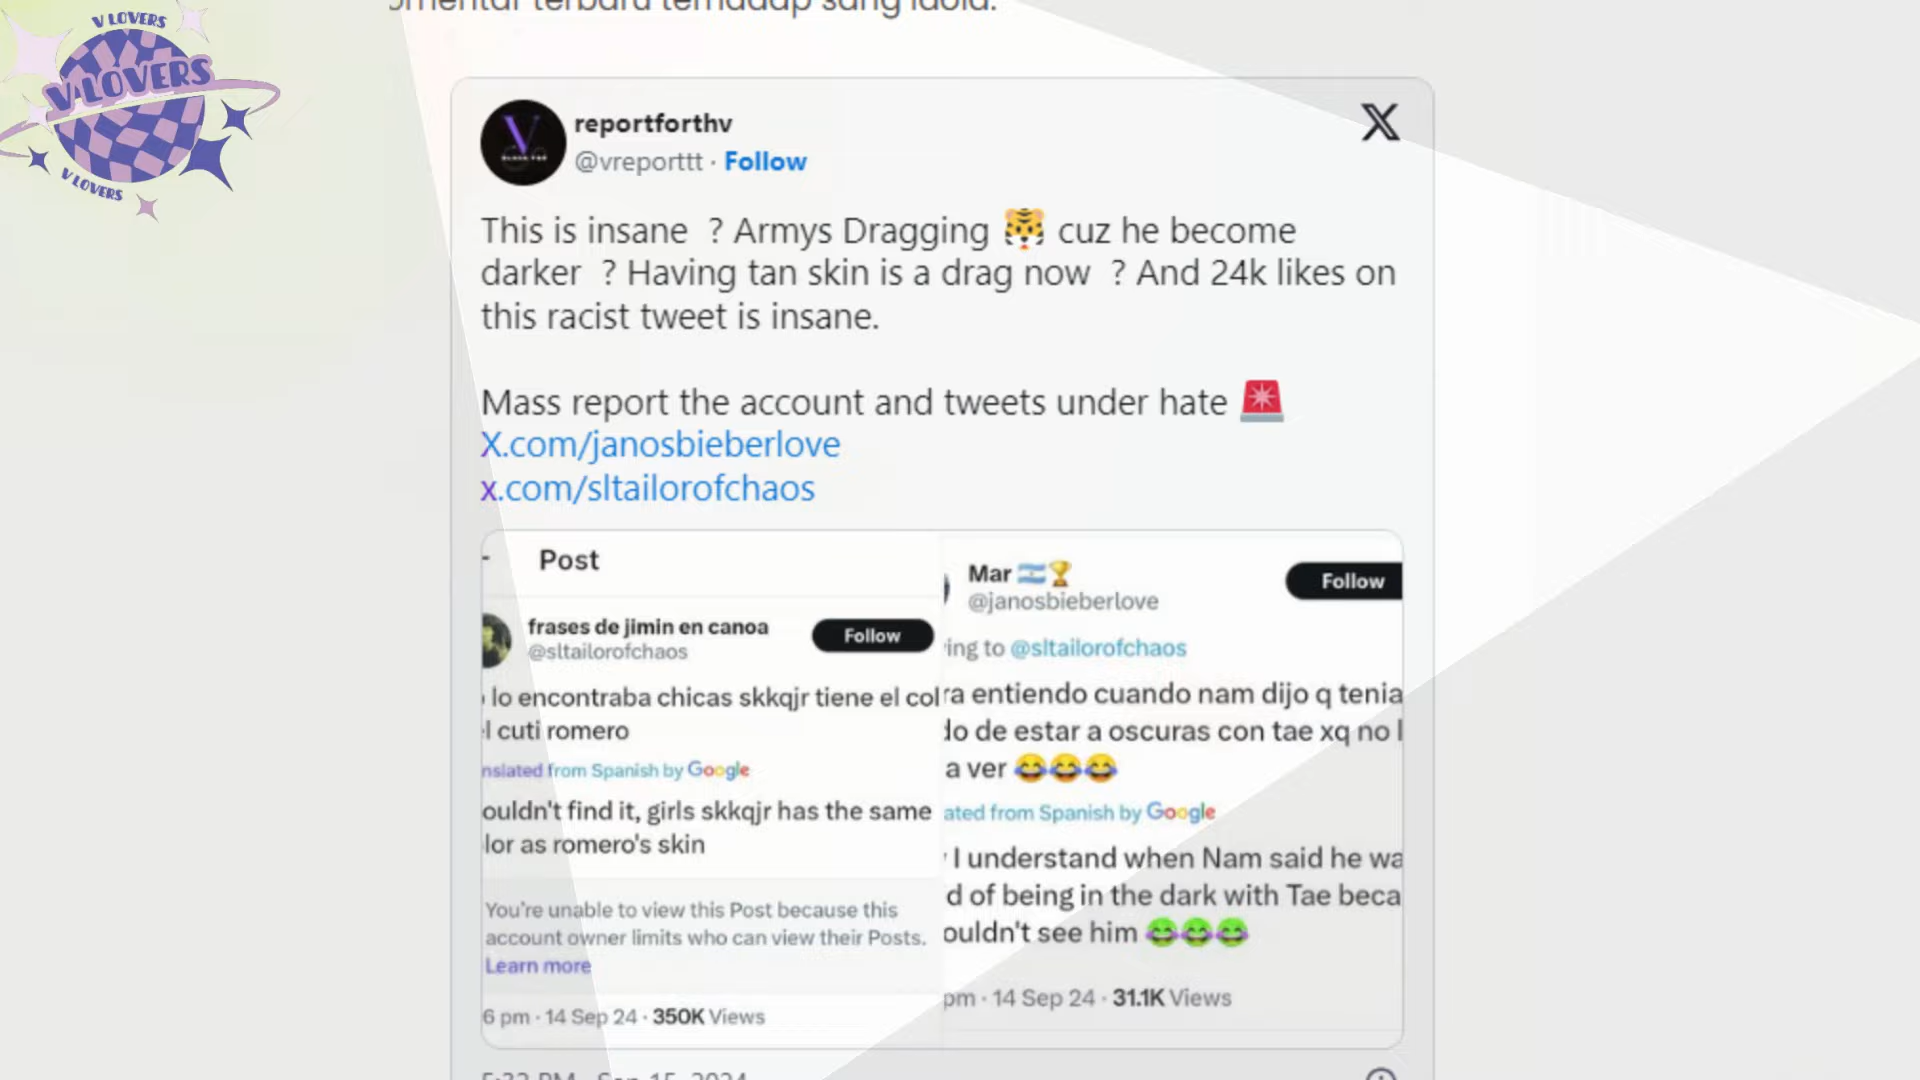 V LOVERS
V LOVERS
V LOVERS
terbaru terhadap sang idola.
reportforthv
@vreporttt · Follow
This is insane ? Armys Dragging 🐯 cuz he become
darker ? Having tan skin is a drag now ? And 24k likes on
this racist tweet is insane.
Mass report the account and tweets under hate 🚨
X.com/janosbieberlove
x.com/sltailorofchaos
Post
frases de jimin en canoa
@sltailorofchaos
Follow
lo encontraba chicas skkqjr tiene el col
l cuti romero
nslated from Spanish by Google
ouldn't find it, girls skkqjr has the same
lor as romero's skin
You're unable to view this Post because this
account owner limits who can view their Posts.
Learn more
6 pm · 14 Sep 24 · 350K Views
Mar 🇦🇷🏆
@janosbieberlove
Follow
ing to @sltailorofchaos
ra entiendo cuando nam dijo q tenia
do de estar a oscuras con tae xq no l
a ver 😂😂😂
ated from Spanish by Google
I understand when Nam said he wa
d of being in the dark with Tae beca
ouldn't see him 😂😂😂
pm · 14 Sep 24 · 31.1K Views